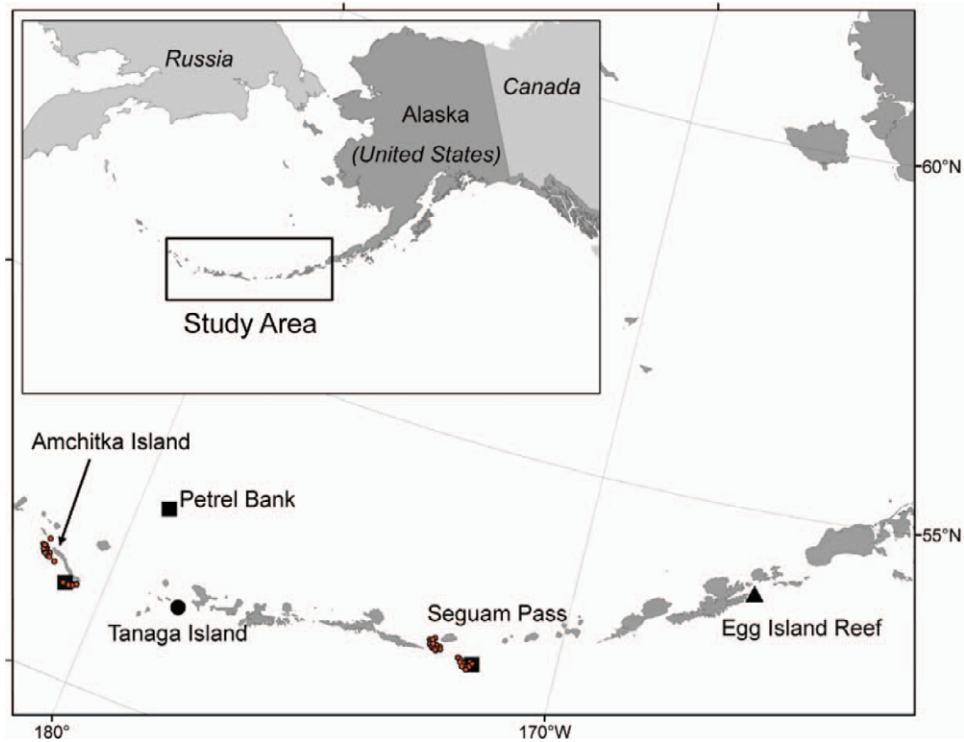 Russia
Canada
Alaska
(United States)
Study Area
60°N
Amchitka Island
Petrel Bank
55°N
Seguam Pass
Tanaga Island
Egg Island Reef
180°
170°W